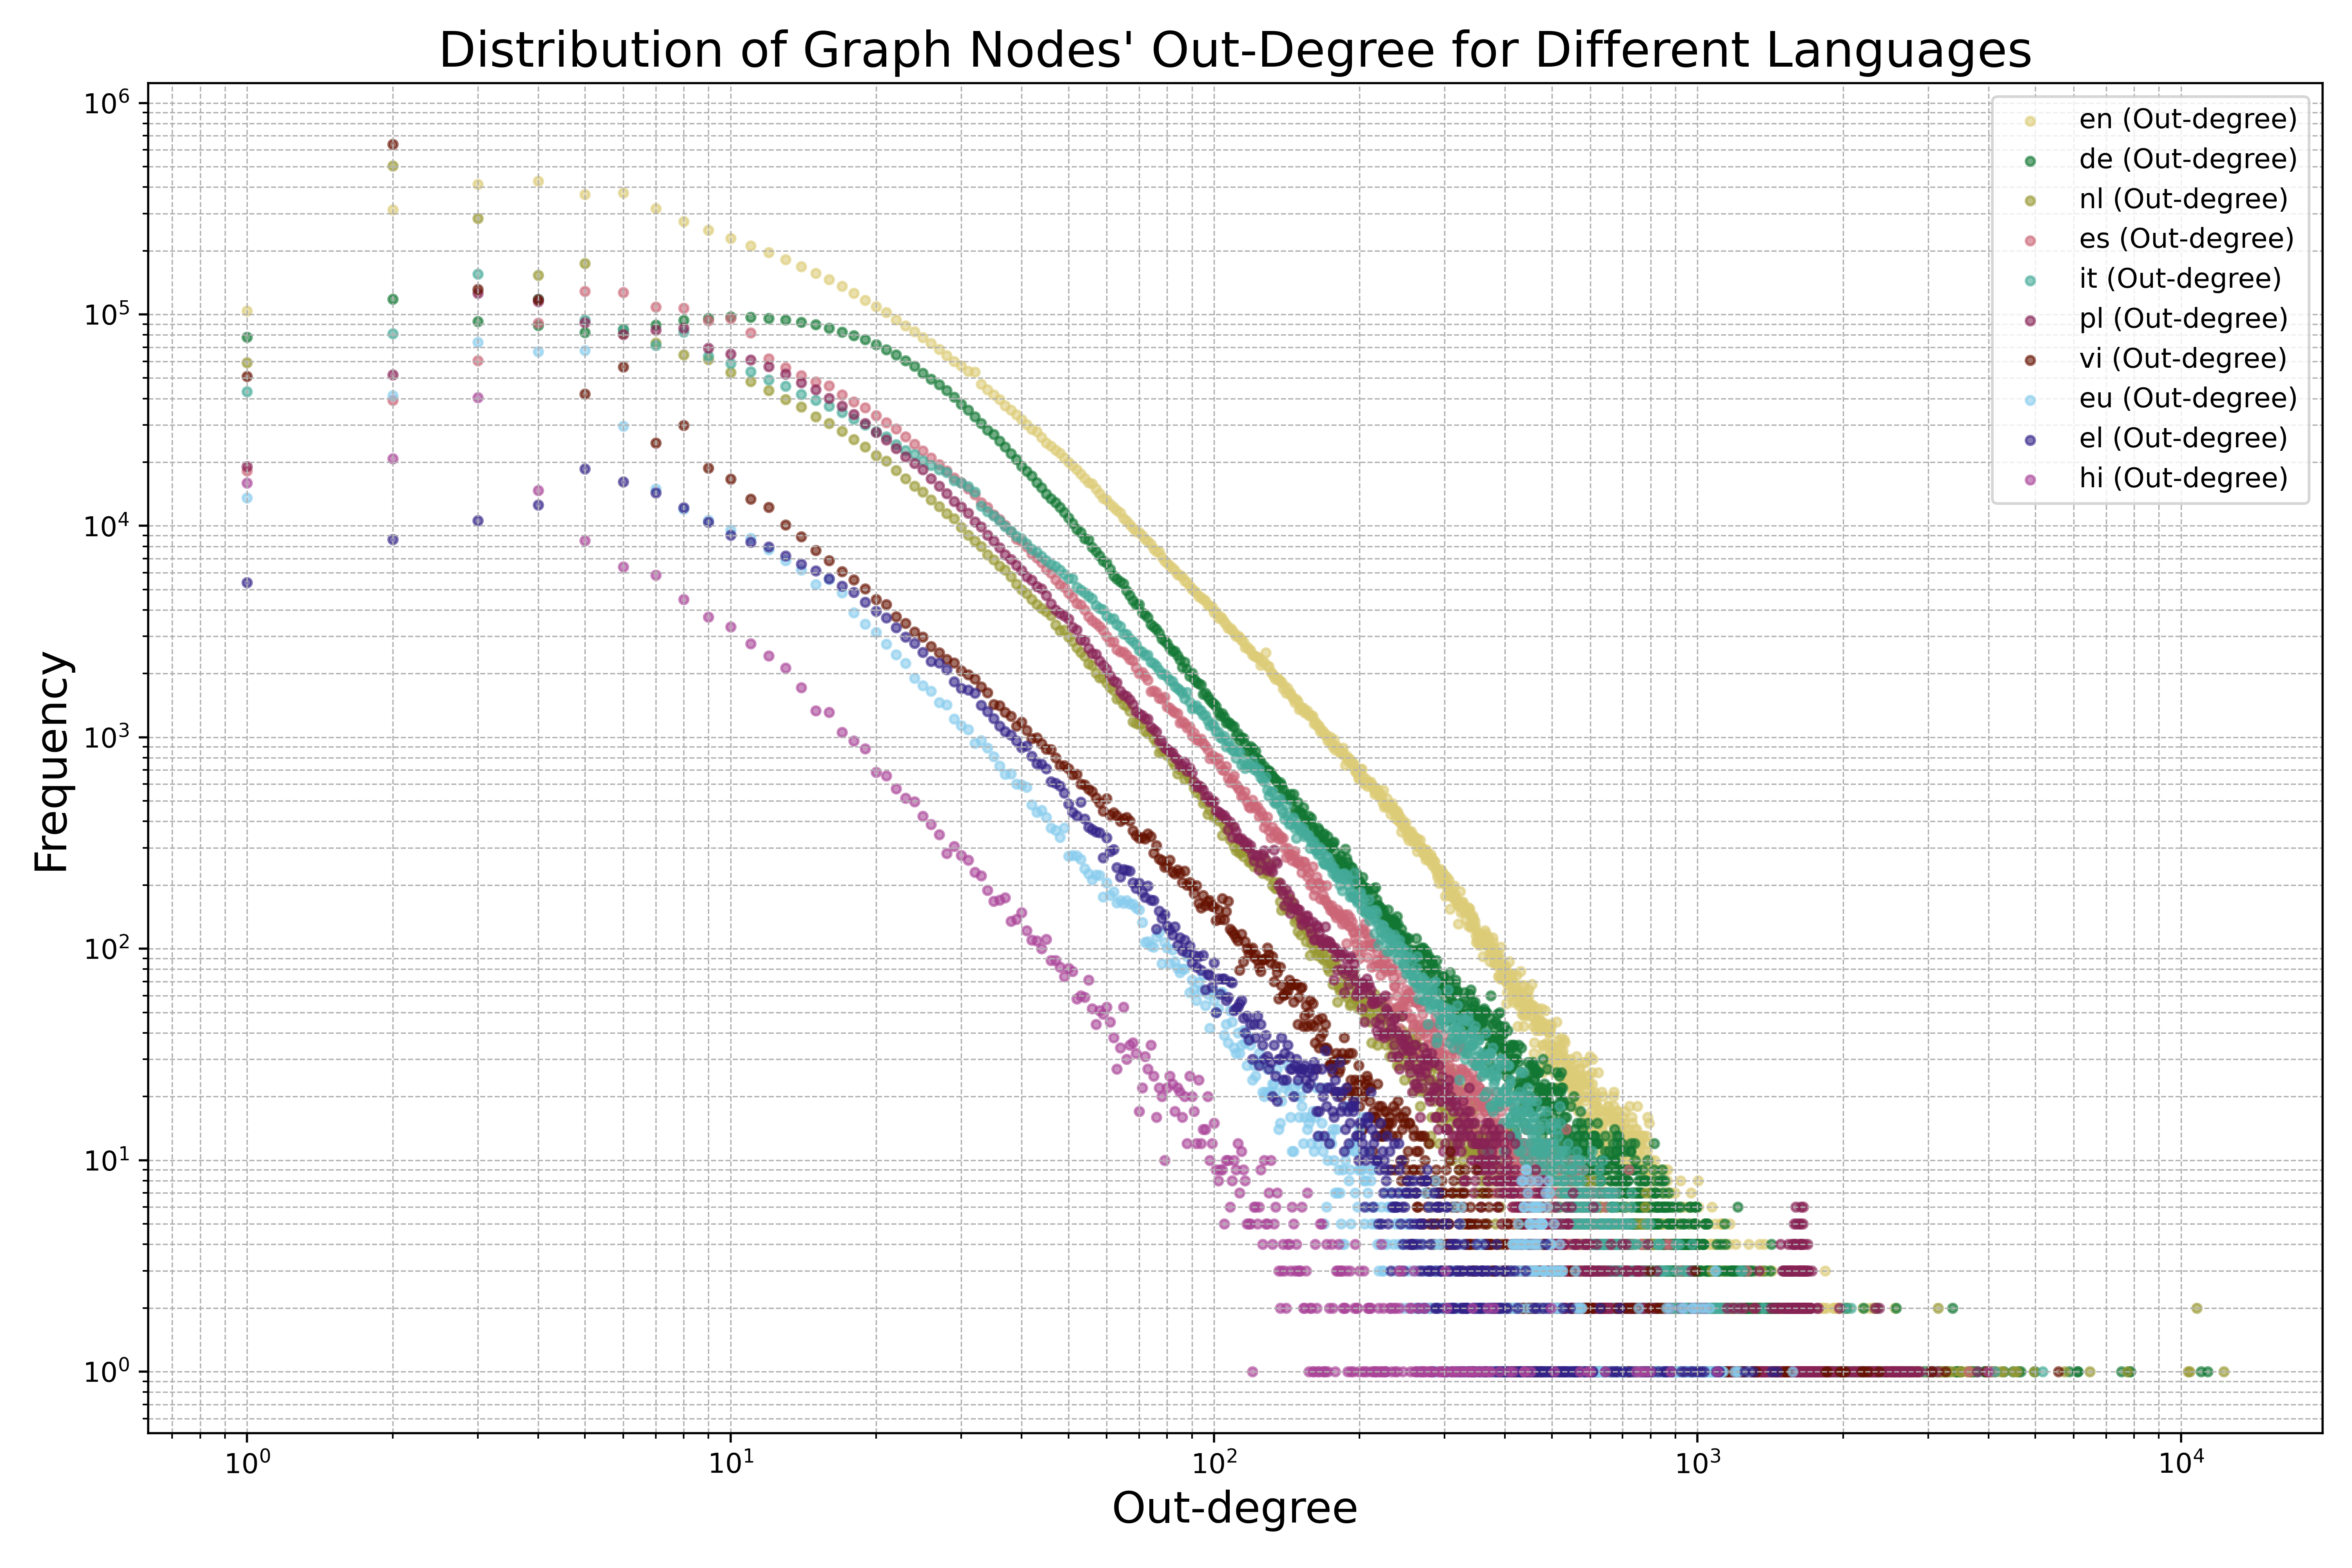 Distribution of Graph Nodes' Out-Degree for Different Languages
10⁶
10⁵
10⁴
10³
10²
10¹
10⁰
Frequency
en (Out-degree)
de (Out-degree)
nl (Out-degree)
es (Out-degree)
it (Out-degree)
pl (Out-degree)
vi (Out-degree)
eu (Out-degree)
el (Out-degree)
hi (Out-degree)
10⁰ 10¹ 10² 10³ 10⁴
Out-degree